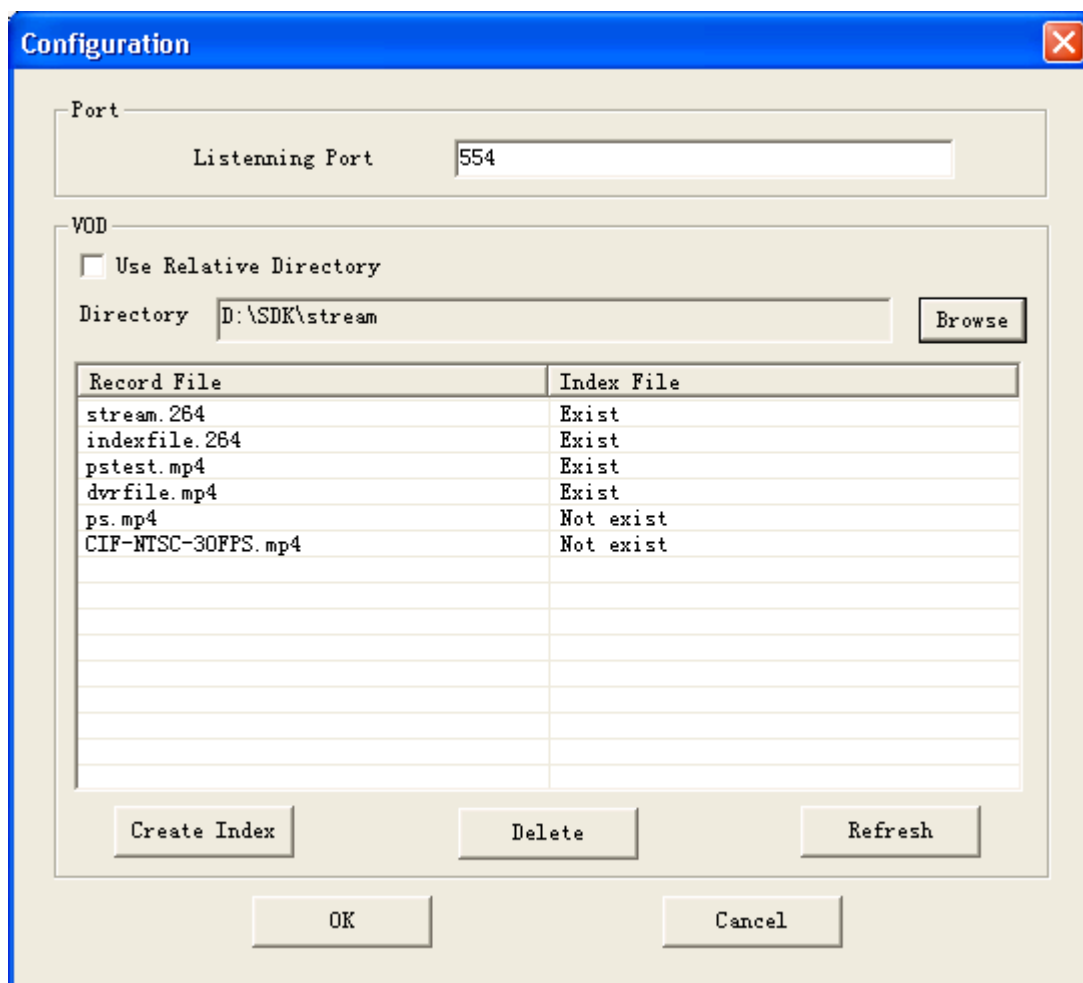 Configuration
Port
Listenning Port 554
VOD
Use Relative Directory
Directory D:\SDK\stream Browse
Record File Index File
stream.264 Exist
indexfile.264 Exist
pstest.mp4 Exist
dvrfile.mp4 Exist
ps.mp4 Not exist
CIF-NTSC-30FPS.mp4 Not exist
Create Index Delete Refresh
OK Cancel